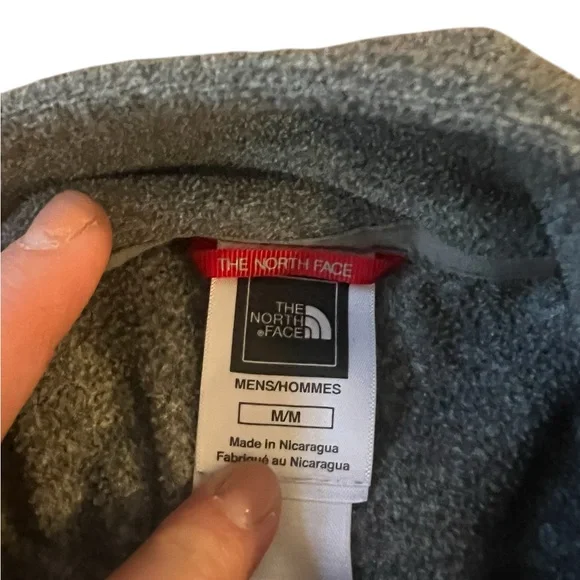 THE NORTH FACE
THE
NORTH
FACE
MENS/HOMMES
M/M
Made in Nicaragua
Fabriqué au Nicaragua